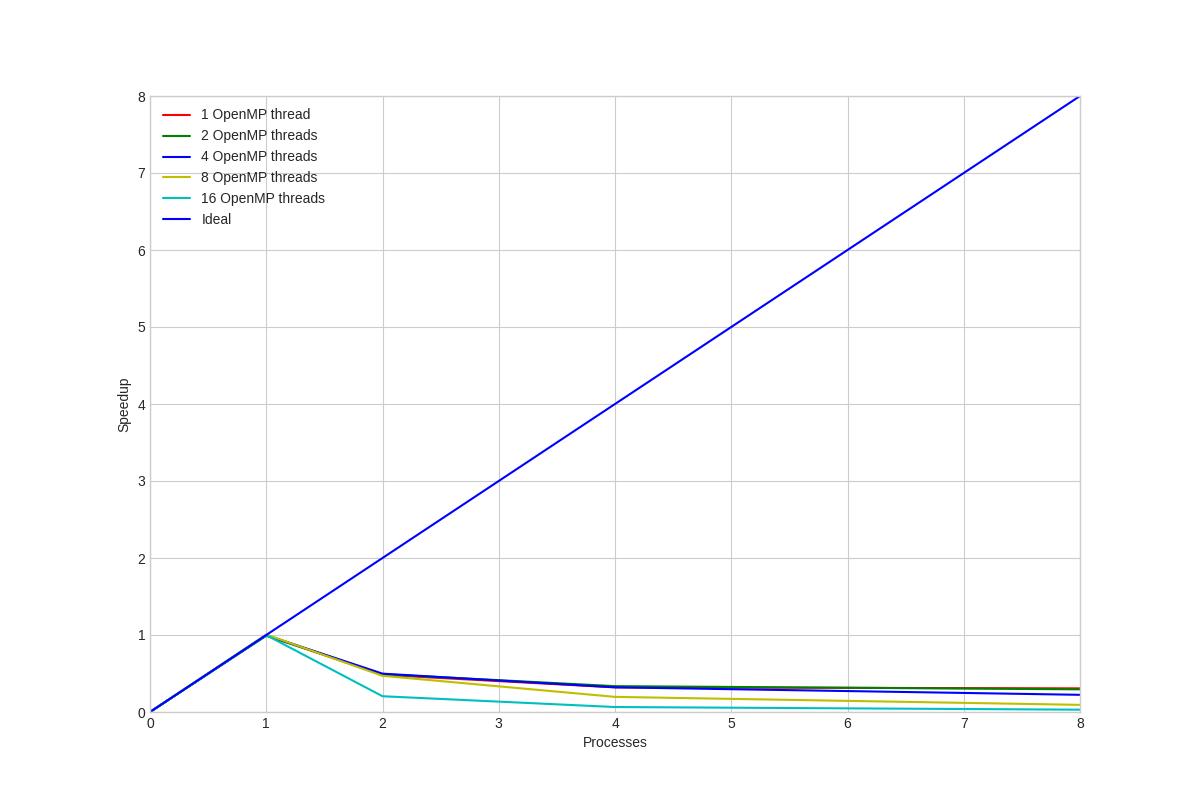 8
7
6
5
4
3
2
1
0
Speedup
1 OpenMP thread
2 OpenMP threads
4 OpenMP threads
8 OpenMP threads
16 OpenMP threads
Ideal
0 1 2 3 4 5 6 7 8
Processes